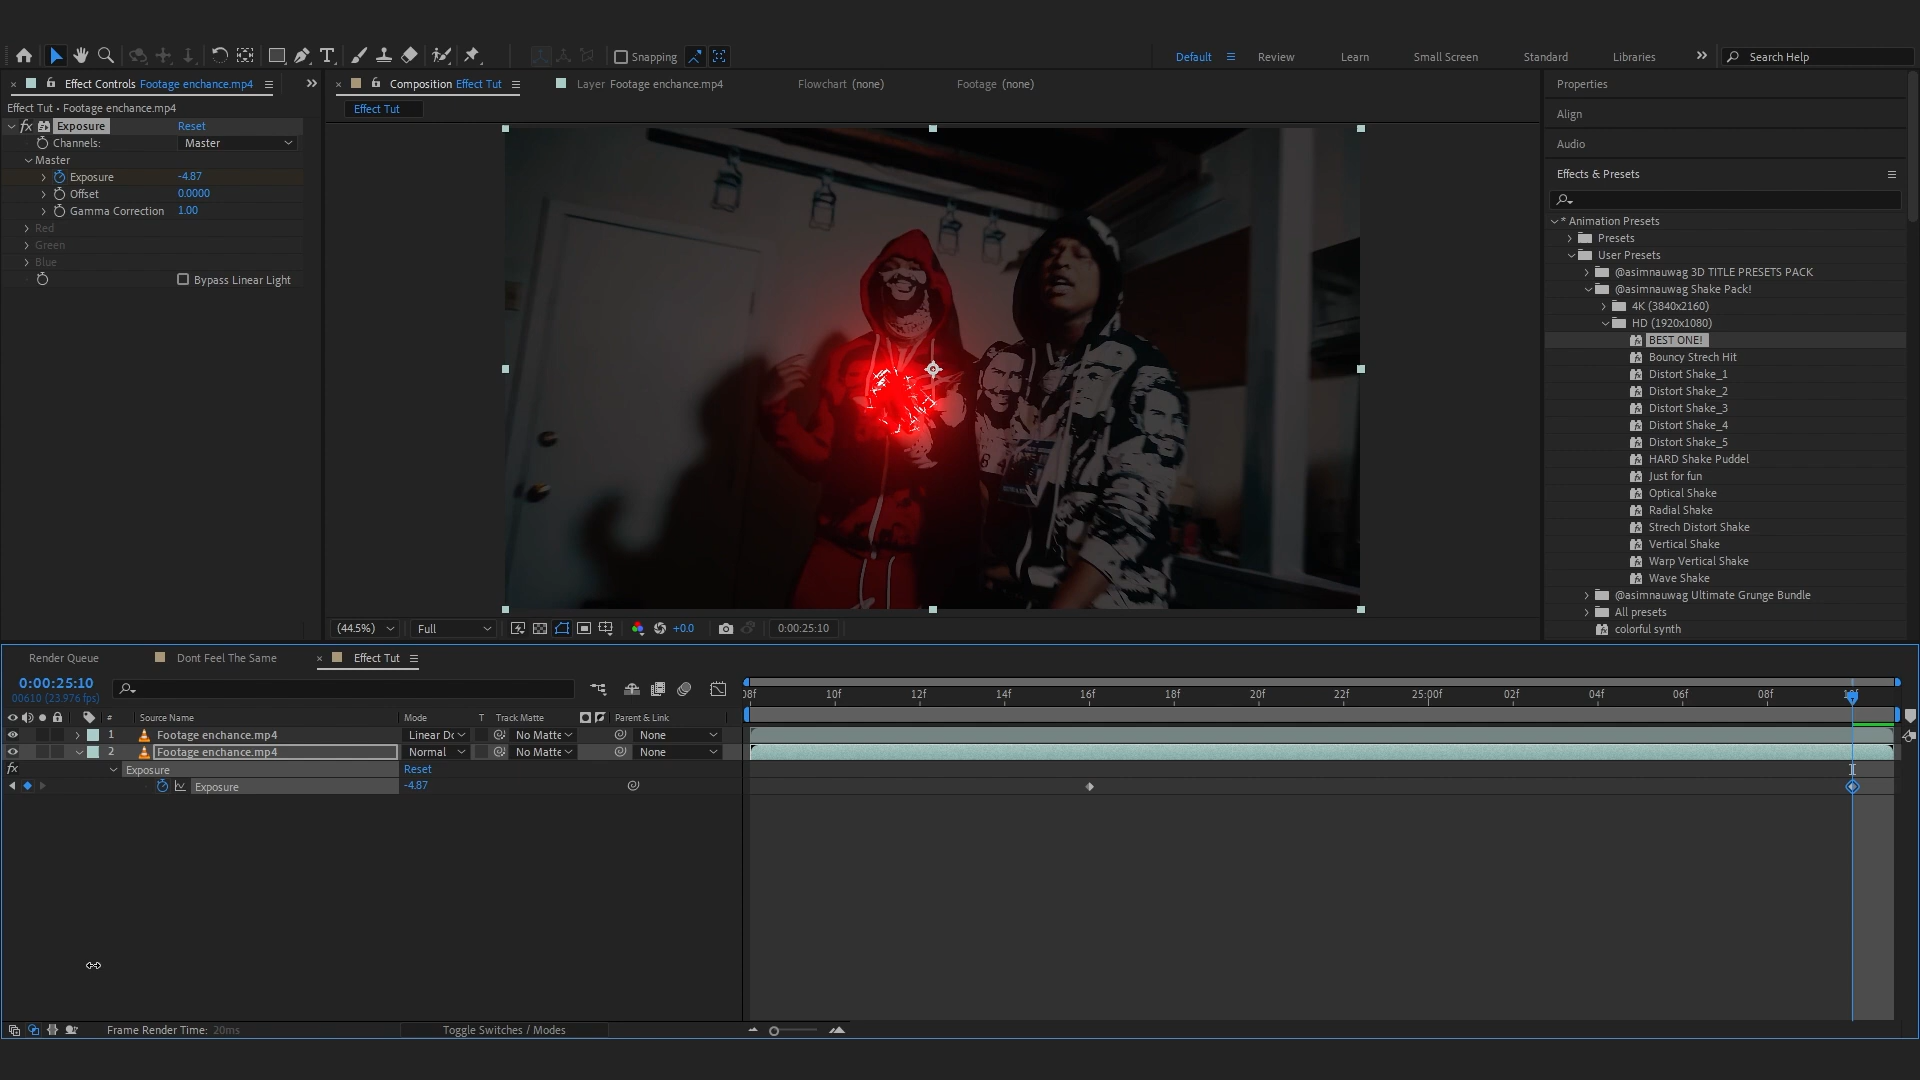 Snapping
Default
Review
Learn
Small Screen
Standard
Libraries
Search Help
Effect Controls Footage enchance.mp4
Composition Effect Tut
Layer Footage enchance.mp4
Flowchart (none)
Footage (none)
Effect Tut • Footage enchance.mp4
Effect Tut
fx Exposure Reset
Channels: Master
Master
Exposure -4.87
Offset 0.0000
Gamma Correction 1.00
Red
Green
Blue
Bypass Linear Light
(44.5%) Full +0.0 0:00:25:10
Properties
Align
Audio
Effects & Presets
* Animation Presets
Presets
User Presets
@asimnauwag 3D TITLE PRESETS PACK
@asimnauwag Shake Pack!
4K (3840x2160)
HD (1920x1080)
BEST ONE!
Bouncy Strech Hit
Distort Shake_1
Distort Shake_2
Distort Shake_3
Distort Shake_4
Distort Shake_5
HARD Shake Puddel
Just for fun
Optical Shake
Radial Shake
Strech Distort Shake
Vertical Shake
Warp Vertical Shake
Wave Shake
@asimnauwag Ultimate Grunge Bundle
All presets
colorful synth
Render Queue
Dont Feel The Same
Effect Tut
0:00:25:10
00610 (23.976 fps)
# Source Name Mode T Track Matte Parent & Link
1 Footage enchance.mp4 Linear Dc No Matte None
2 Footage enchance.mp4 Normal No Matte None
fx Exposure Reset
Exposure -4.87
08f 10f 12f 14f 16f 18f 20f 22f 25:00f 02f 04f 06f 08f 10f
Frame Render Time: 20ms
Toggle Switches / Modes